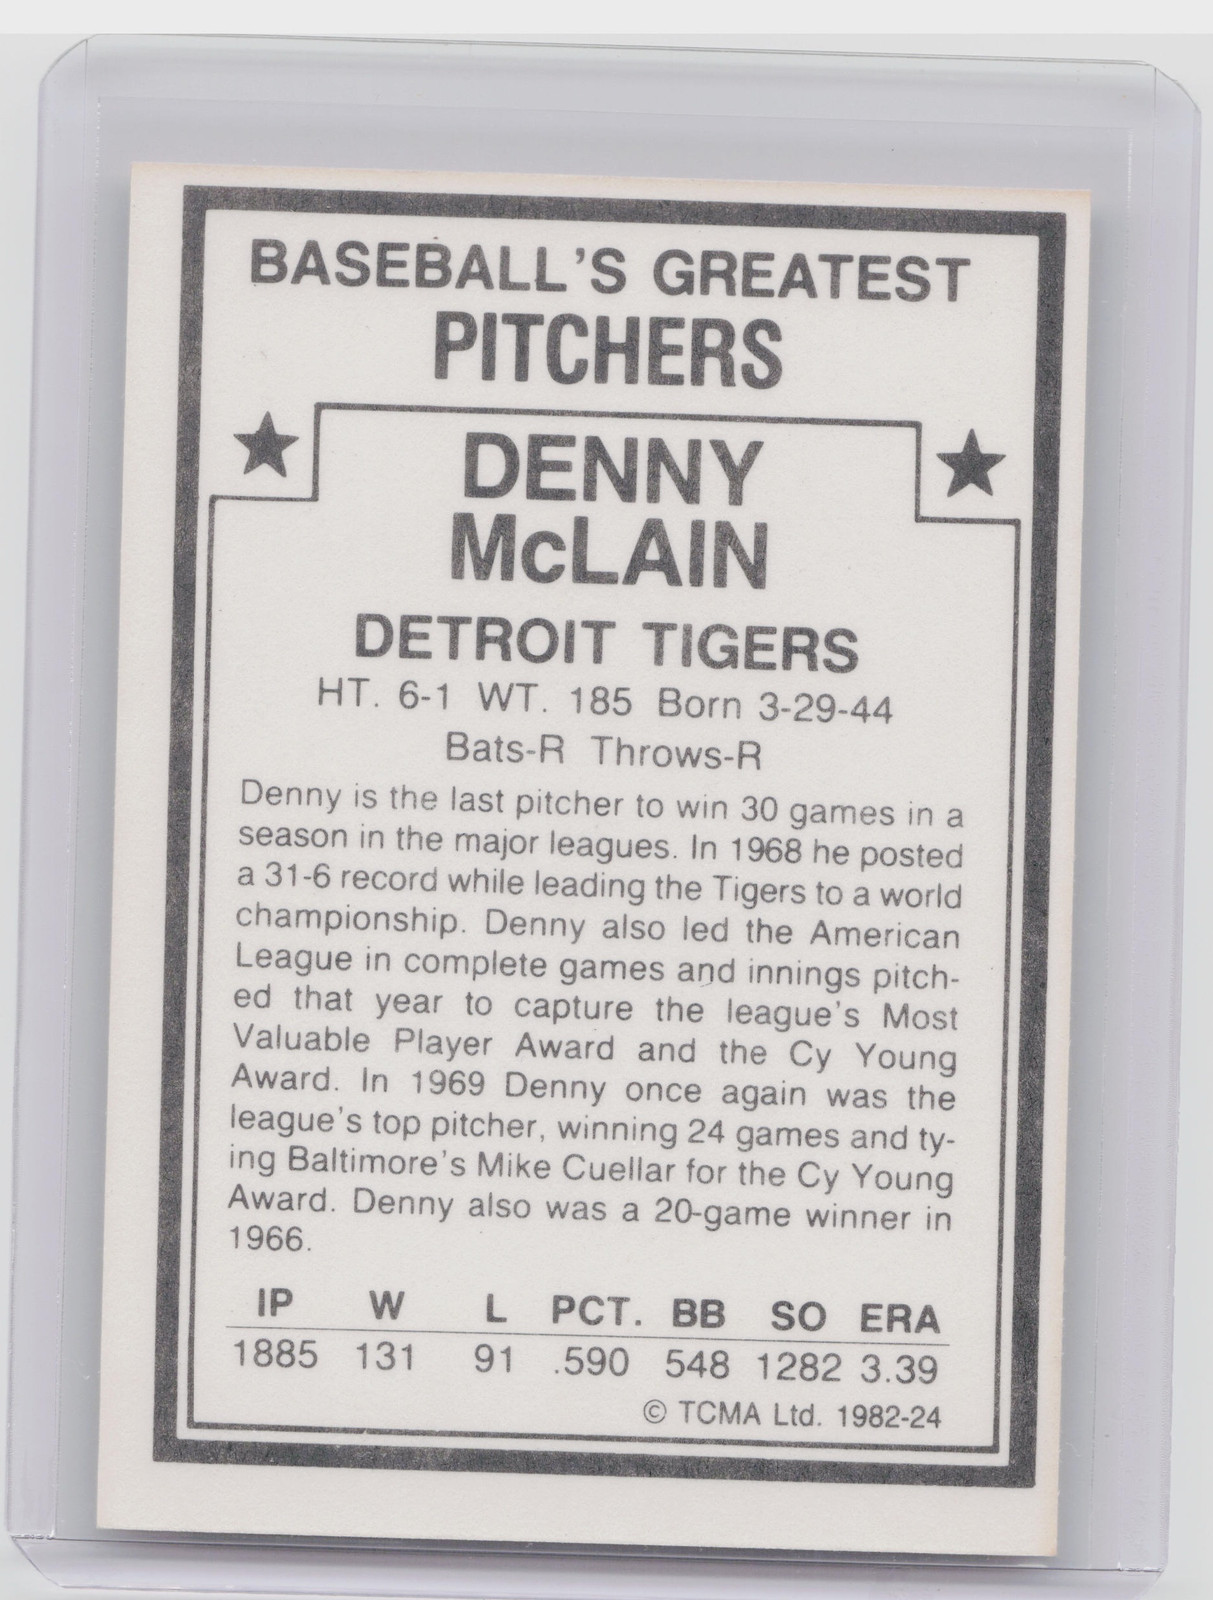 BASEBALL'S GREATEST
PITCHERS
DENNY
McLAIN
DETROIT TIGERS
HT. 6-1 WT. 185 Born 3-29-44
Bats-R Throws-R
Denny is the last pitcher to win 30 games in a
season in the major leagues. In 1968 he posted
a 31-6 record while leading the Tigers to a world
championship. Denny also led the American
League in complete games and innings pitch-
ed that year to capture the league's Most
Valuable Player Award and the Cy Young
Award. In 1969 Denny once again was the
league's top pitcher, winning 24 games and ty-
ing Baltimore's Mike Cuellar for the Cy Young
Award. Denny also was a 20-game winner in
1966.
IP W L PCT. BB SO ERA
1885 131 91 .590 548 1282 3.39
© TCMA Ltd. 1982-24